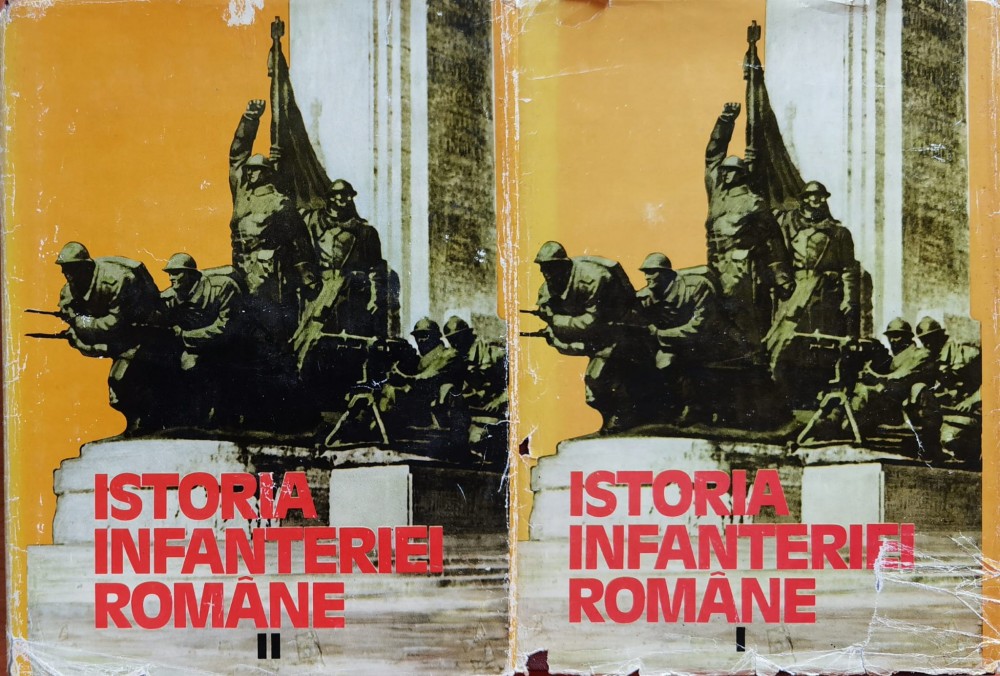 ISTORIA
INFANTERIEI
ROMÂNE
II
ISTORIA
INFANTERIEI
ROMÂNE
I